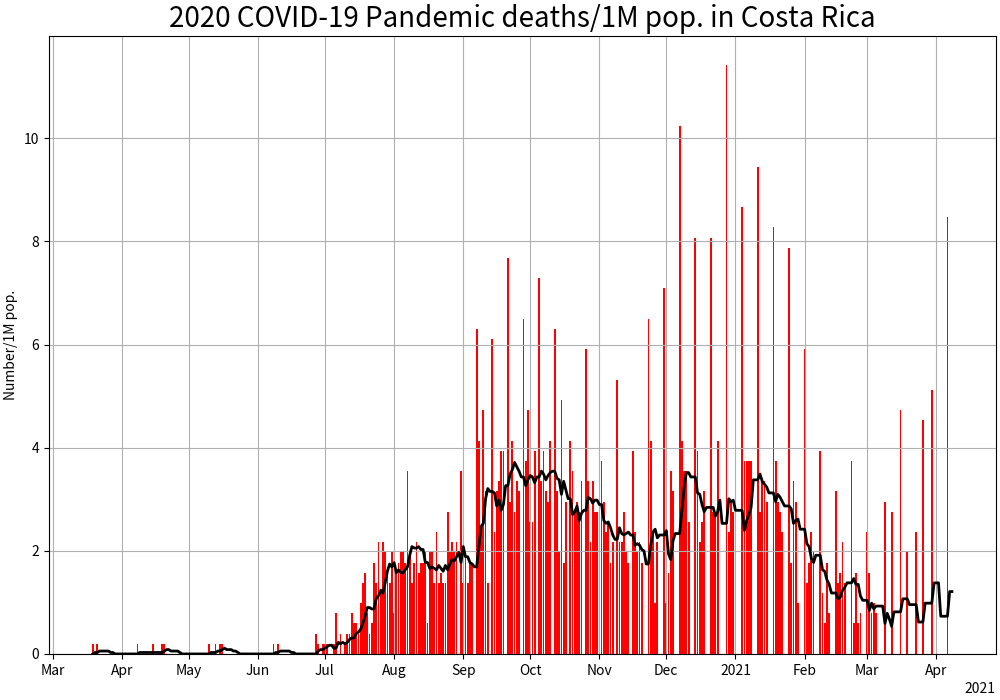 2020 COVID-19 Pandemic deaths/1M pop. in Costa Rica
Number/1M pop.
10
8
6
4
2
0
Mar Apr May Jun Jul Aug Sep Oct Nov Dec 2021 Feb Mar Apr
2021